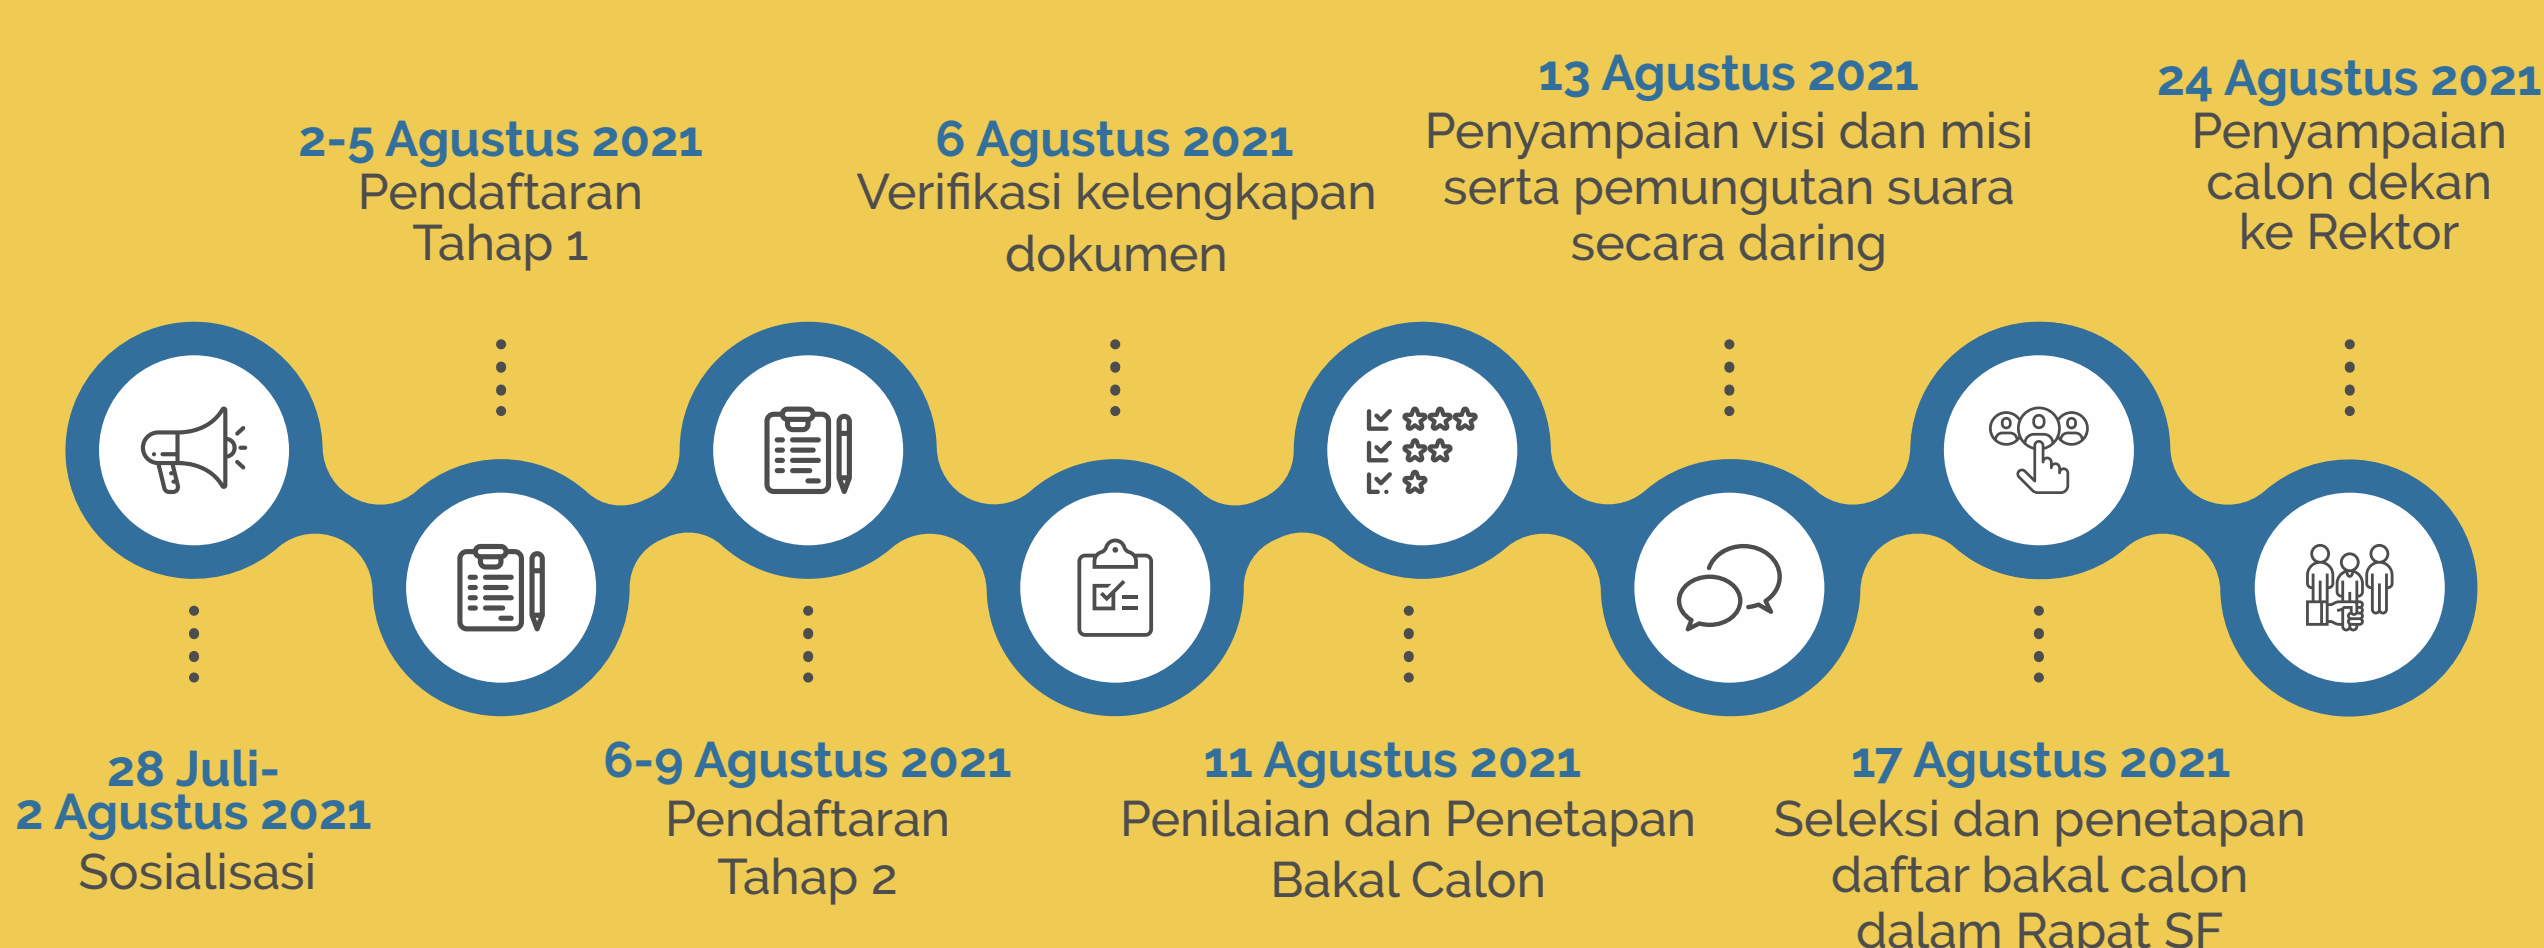 28 Juli-
2 Agustus 2021
Sosialisasi
2-5 Agustus 2021
Pendaftaran
Tahap 1
6-9 Agustus 2021
Pendaftaran
Tahap 2
6 Agustus 2021
Verifikasi kelengkapan
dokumen
11 Agustus 2021
Penilaian dan Penetapan
Bakal Calon
13 Agustus 2021
Penyampaian visi dan misi
serta pemungutan suara
secara daring
17 Agustus 2021
Seleksi dan penetapan
daftar bakal calon
dalam Rapat SF
24 Agustus 2021
Penyampaian
calon dekan
ke Rektor